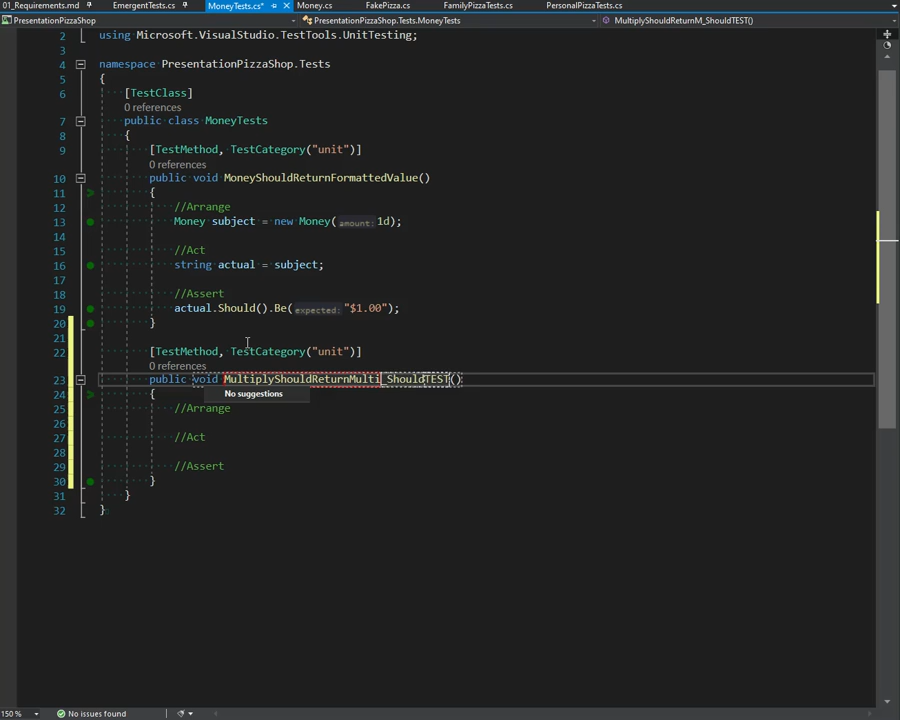 01_Requirements.md EmergentTests.cs MoneyTests.cs* Money.cs FakePizza.cs FamilyPizzaTests.cs PersonalPizzaTests.cs
PresentationPizzaShop PresentationPizzaShop.Tests.MoneyTests MultiplyShouldReturnM_ShouldTEST()
2 using Microsoft.VisualStudio.TestTools.UnitTesting;
3
4 namespace PresentationPizzaShop.Tests
5 {
6 [TestClass]
0 references
7 public class MoneyTests
8 {
9 [TestMethod, TestCategory("unit")]
0 references
10 public void MoneyShouldReturnFormattedValue()
11 {
12 //Arrange
13 Money subject = new Money(amount: 1d);
14
15 //Act
16 string actual = subject;
17
18 //Assert
19 actual.Should().Be(expected: "$1.00");
20 }
21
22 [TestMethod, TestCategory("unit")]
0 references
23 public void MultiplyShouldReturnMulti_ShouldTEST()
24 {
No suggestions
25 //Arrange
26
27 //Act
28
29 //Assert
30 }
31 }
32 }
150 % No issues found